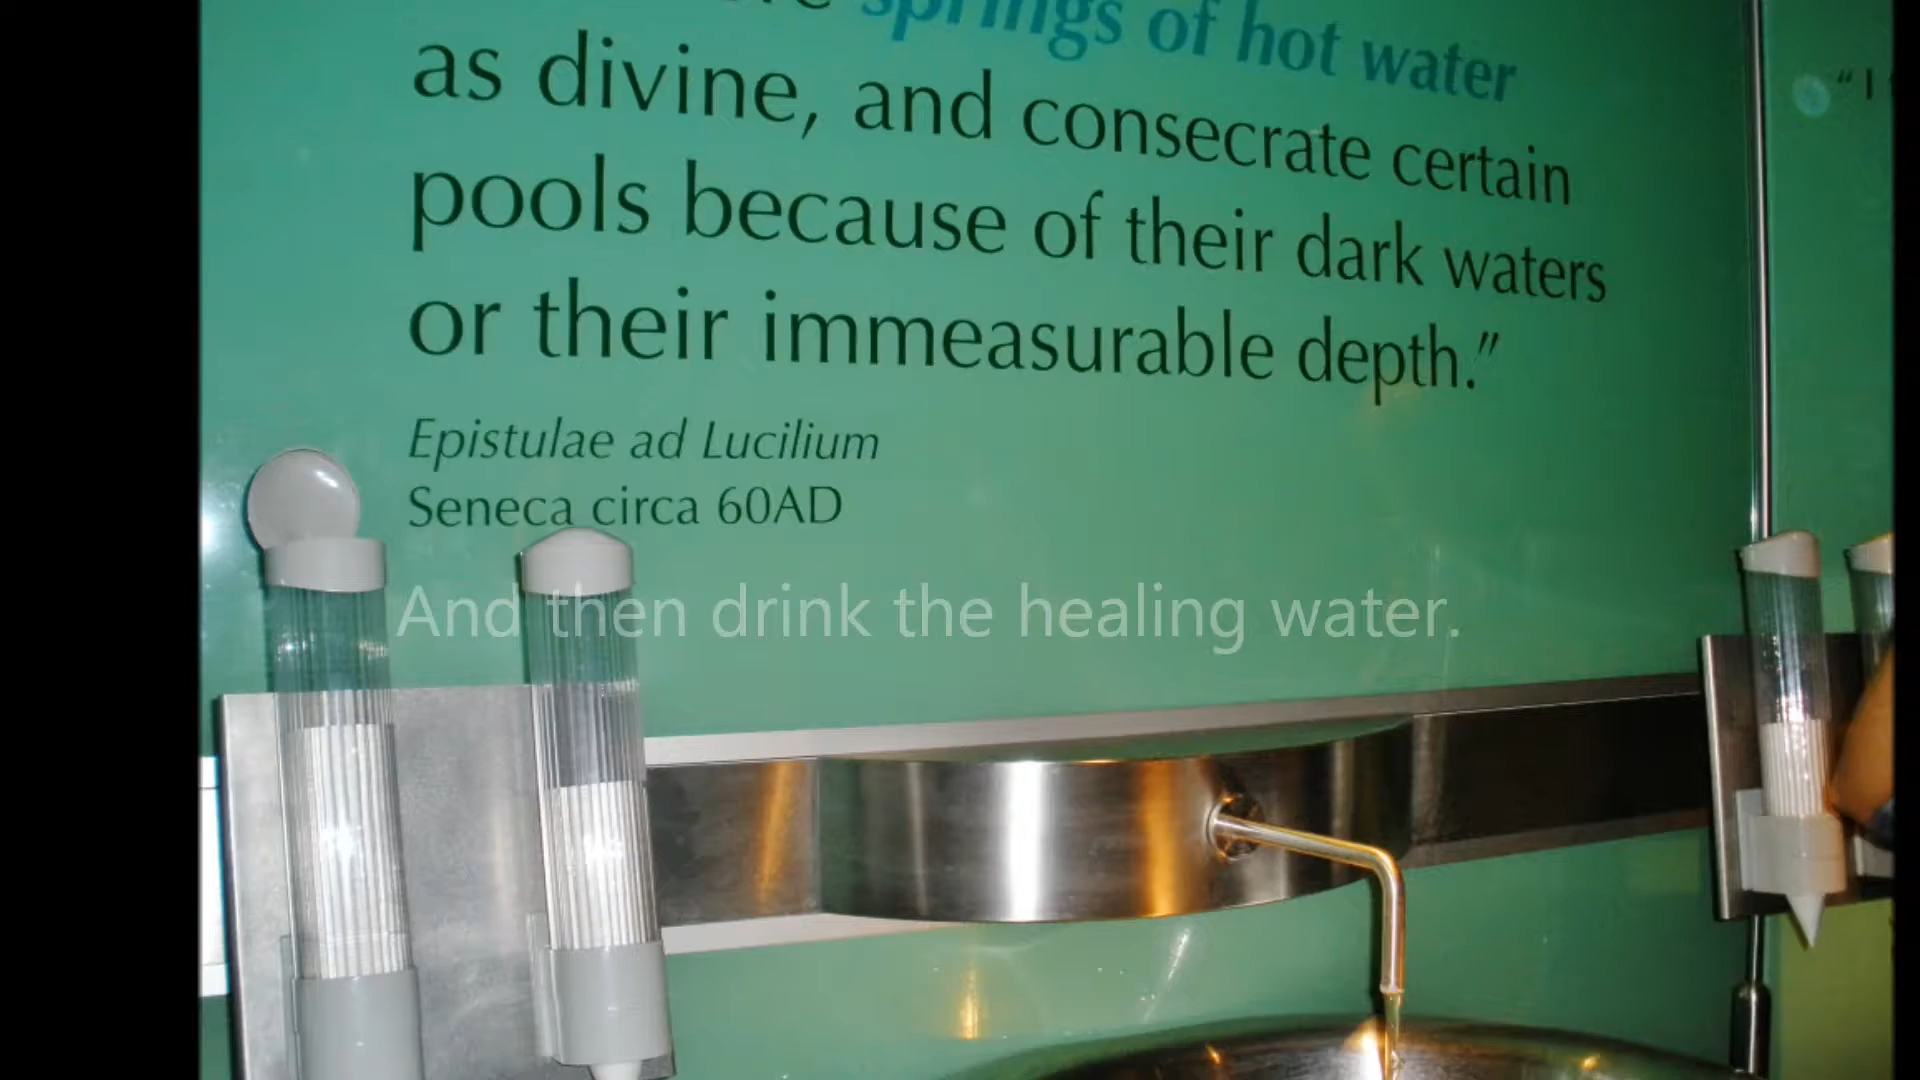 springs of hot water
as divine, and consecrate certain
pools because of their dark waters
or their immeasurable depth.”
Epistulae ad Lucilium
Seneca circa 60AD
And then drink the healing water.